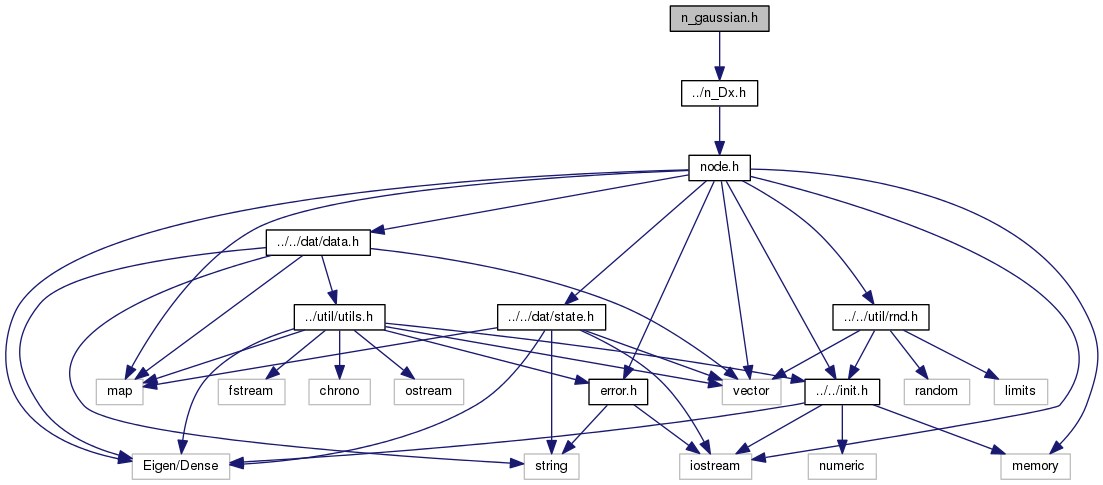 n_gaussian.h
../n_Dx.h
node.h
../../dat/data.h
../util/utils.h
../../dat/state.h
../../util/rnd.h
map
fstream
chrono
ostream
error.h
vector
../../init.h
random
limits
Eigen/Dense
string
iostream
numeric
memory